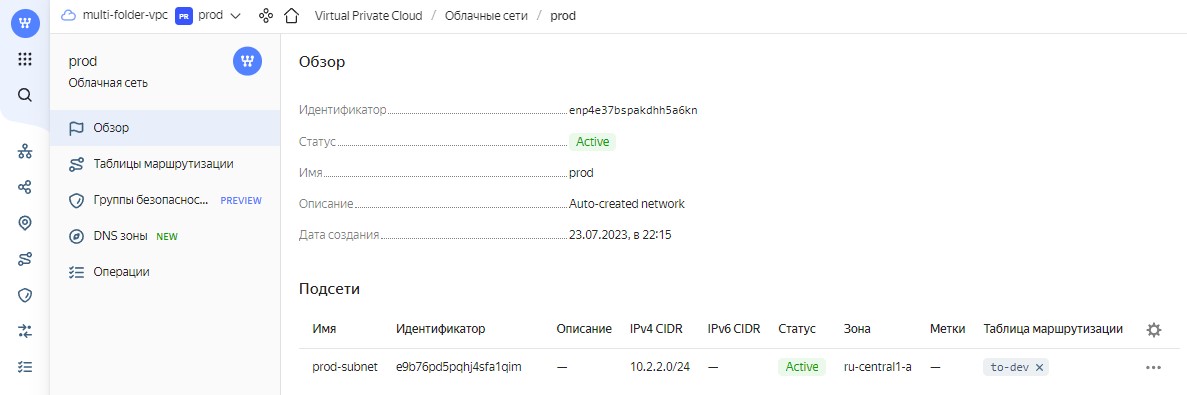 multi-folder-vpc PR prod Virtual Private Cloud / Облачные сети / prod
prod
Облачная сеть
Обзор
Таблицы маршрутизации
Группы безопаснос... PREVIEW
DNS зоны NEW
Операции
Обзор
Идентификатор enp4e37bspakdhh5a6kn
Статус Active
Имя prod
Описание Auto-created network
Дата создания 23.07.2023, в 22:15
Подсети
Имя Идентификатор Описание IPv4 CIDR IPv6 CIDR Статус Зона Метки Таблица маршрутизации
prod-subnet e9b76pd5pqhj4sfa1qim — 10.2.2.0/24 — Active ru-central1-a — to-dev ×